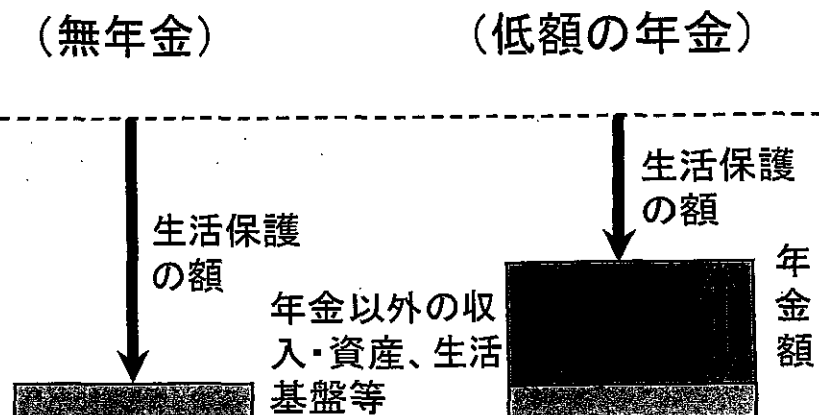 （無年金）
（低額の年金）
生活保護
の額
生活保護
の額
年金以外の収
入・資産、生活
基盤等
年
金
額